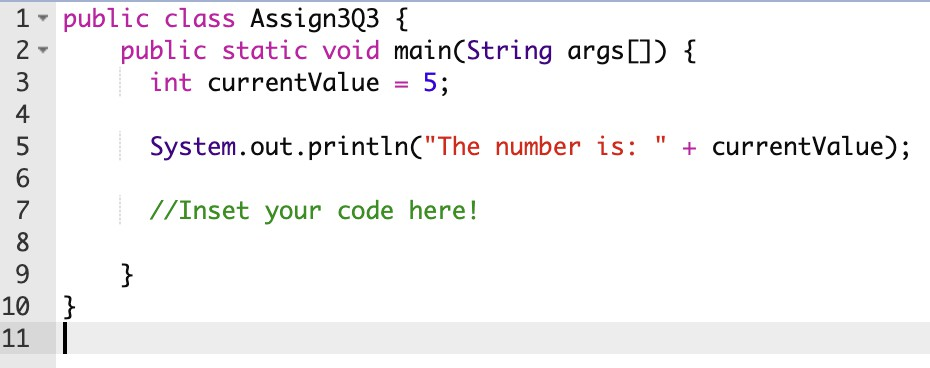 1 public class Assign3Q3 {
2 public static void main(String args[]) {
3 int currentValue = 5;
4
5 System.out.println("The number is: " + currentValue);
6
7 //Inset your code here!
8
9 }
10 }
11